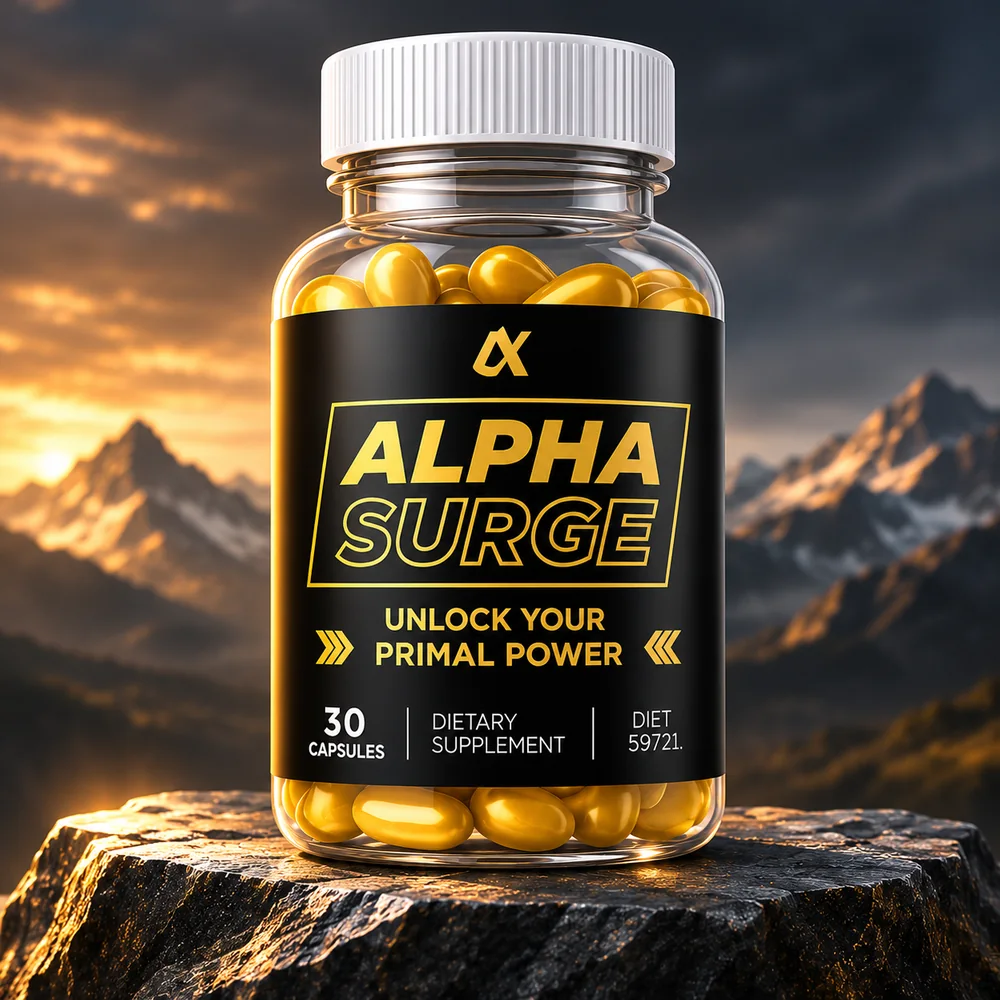 ALPHA
SURGE
UNLOCK YOUR
PRIMAL POWER
30
CAPSULES
DIETARY
SUPPLEMENT
DIET
59721.